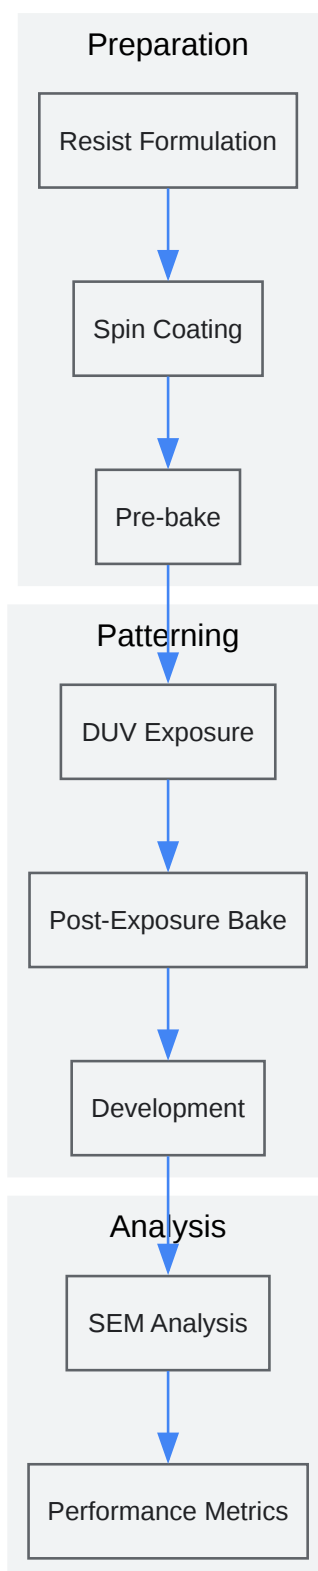 Preparation
Resist Formulation
Spin Coating
Pre-bake
Patterning
DUV Exposure
Post-Exposure Bake
Development
Analysis
SEM Analysis
Performance Metrics